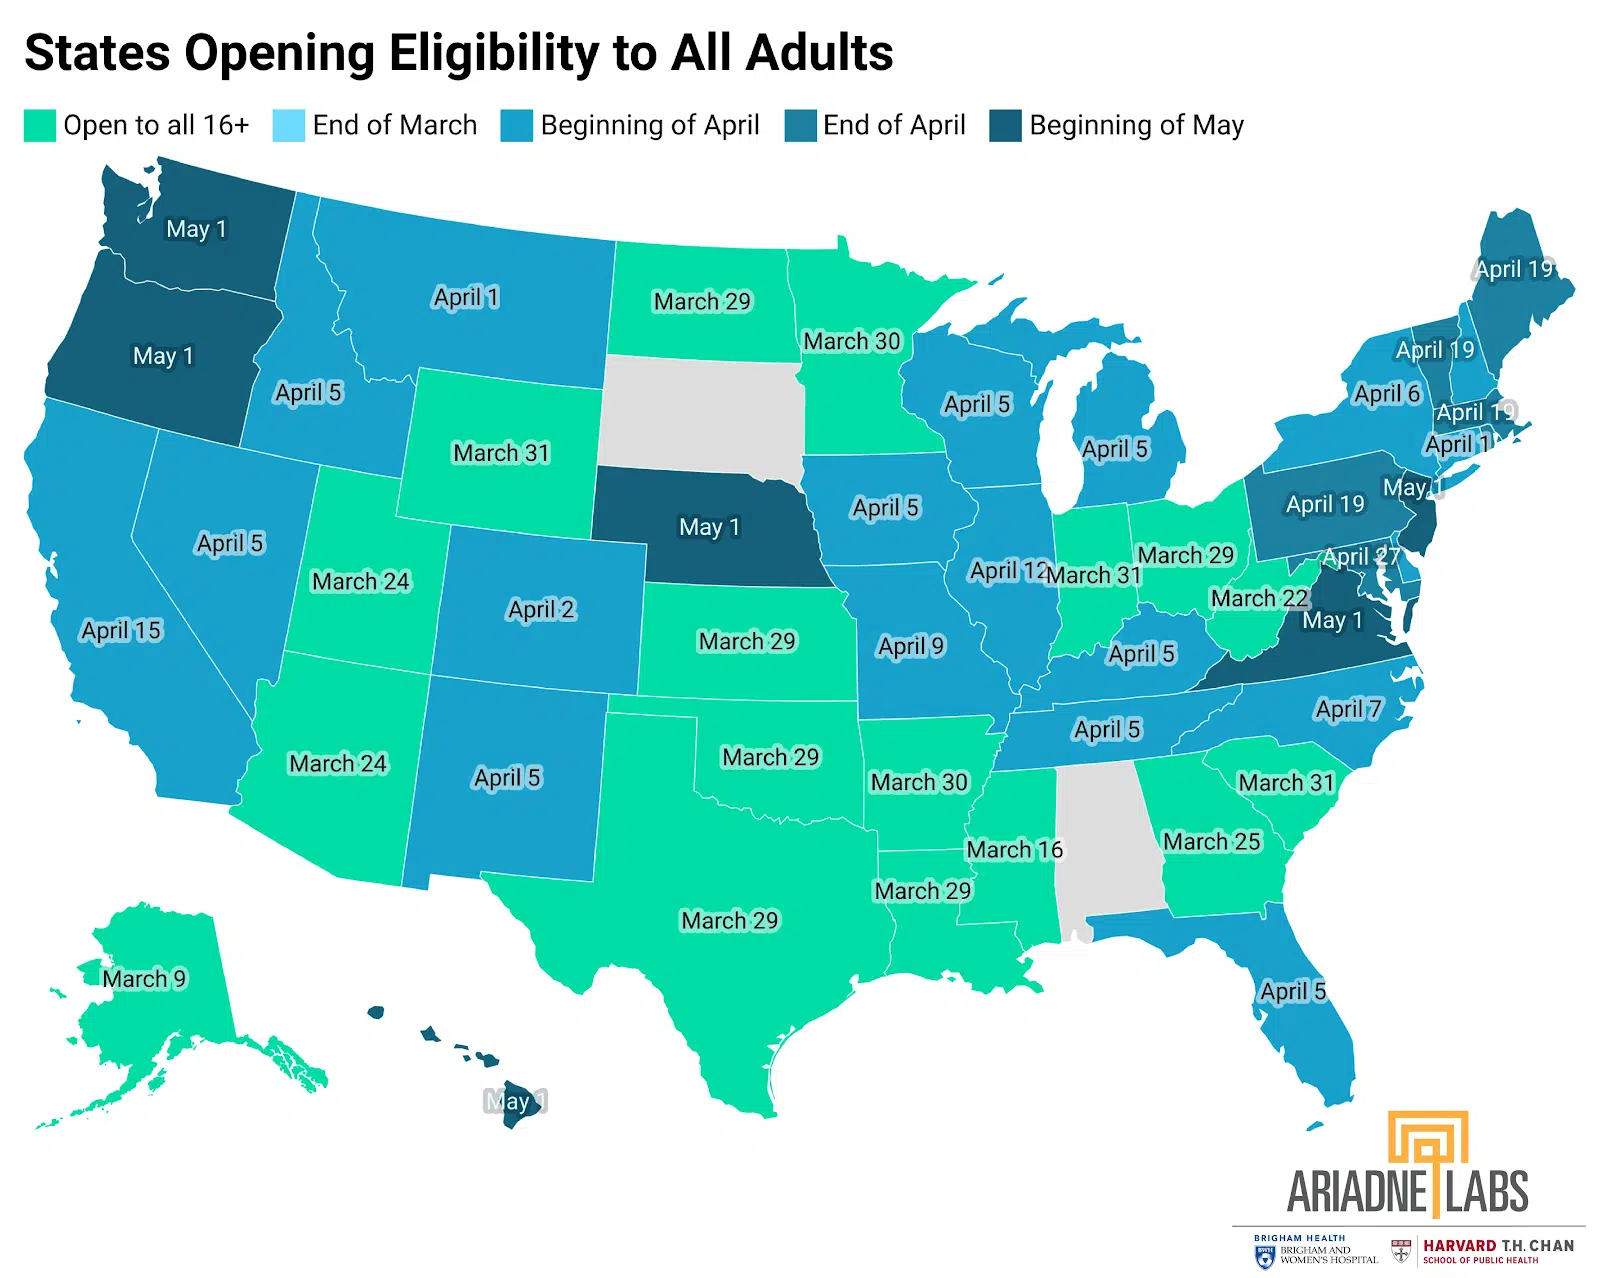 States Opening Eligibility to All Adults
Open to all 16+ End of March Beginning of April End of April Beginning of May
May 1
April 19
April 1
March 29
March 30
May 1
April 19
April 5
April 6
March 31
April 5
April 19
April 5
April 1
May 1
April 5
April 19
April 5
May 1
April 5
March 29
April 27
March 24
April 12
March 31
March 22
April 2
May 1
April 15
March 29
April 9
April 5
April 7
April 5
March 24
March 29
April 5
March 30
March 31
March 16
March 25
March 29
March 29
March 9
April 5
May 1
ARIADNE LABS
BRIGHAM HEALTH
BWH
BRIGHAM AND
WOMEN'S HOSPITAL
HARVARD T.H. CHAN
SCHOOL OF PUBLIC HEALTH